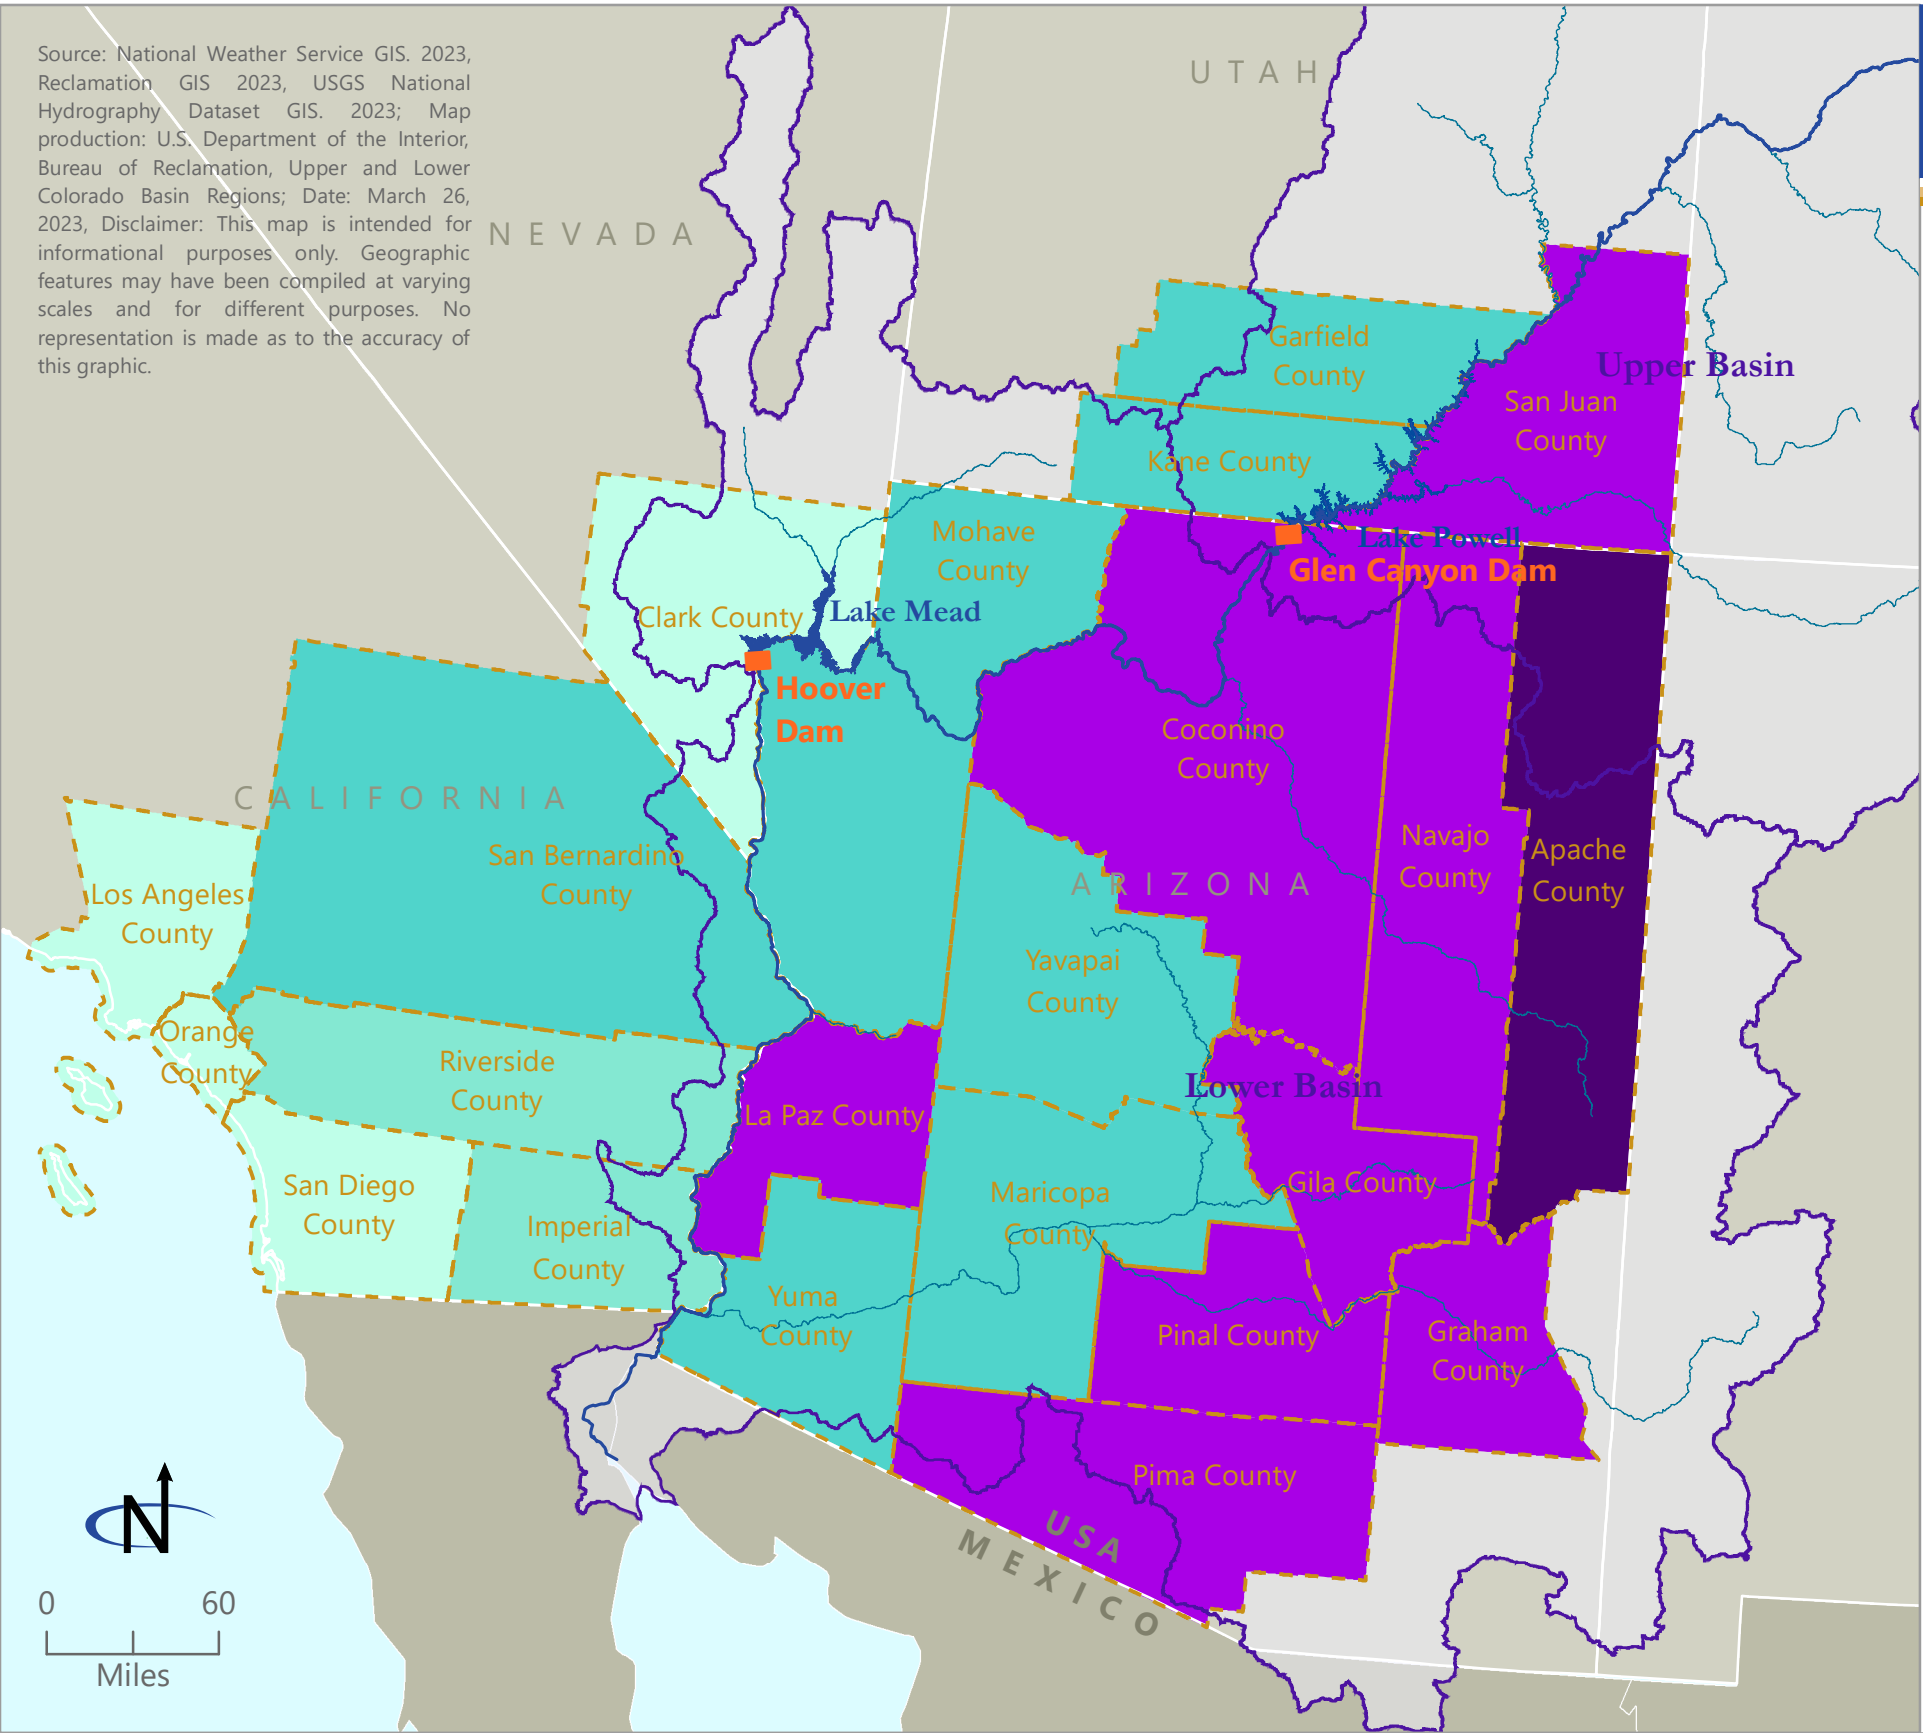 Source: National Weather Service GIS. 2023,
Reclamation GIS 2023, USGS National
Hydrography Dataset GIS. 2023; Map
production: U.S. Department of the Interior,
Bureau of Reclamation, Upper and Lower
Colorado Basin Regions; Date: March 26,
2023, Disclaimer: This map is intended for
informational purposes only. Geographic
features may have been compiled at varying
scales and for different purposes. No
representation is made as to the accuracy of
this graphic.
UTAH
NEVADA
Garfield
County
Upper Basin
San Juan
County
Kane County
Mohave
County
Lake Powell
Glen Canyon Dam
Clark County
Lake Mead
Hoover
Dam
Coconino
County
CALIFORNIA
San Bernardino
County
Navajo
County
Apache
County
Los Angeles
County
ARIZONA
Yavapai
County
Orange
County
Riverside
County
Lower Basin
La Paz County
San Diego
County
Imperial
County
Maricopa
County
Gila County
Yuma
County
Pinal County
Graham
County
Pima County
USA
MEXICO
N
0 60
Miles